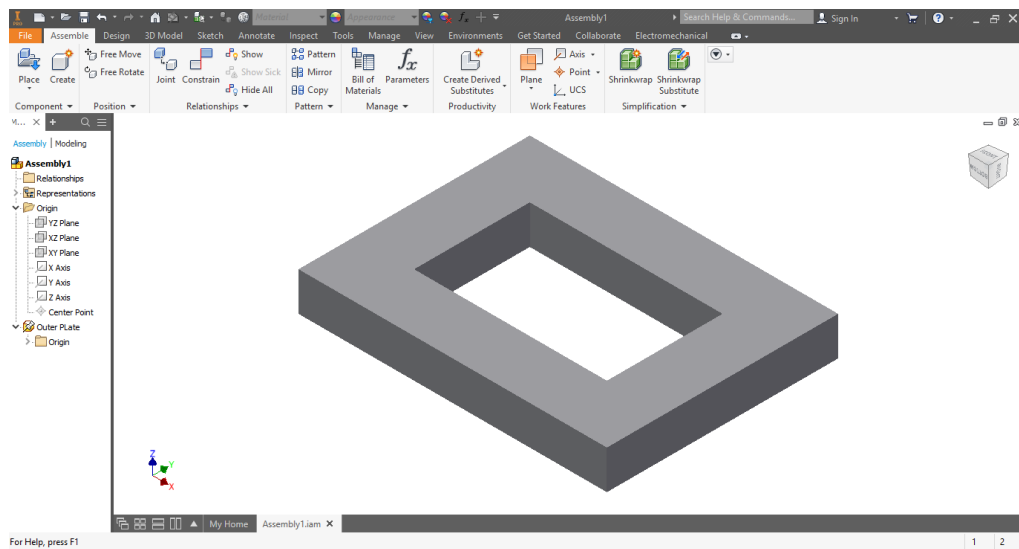 Material Appearance Assembly1 Search Help & Commands... Sign In
File Assemble Design 3D Model Sketch Annotate Inspect Tools Manage View Environments Get Started Collaborate Electromechanical
Free Move Show Pattern Axis
Free Rotate Show Sick Mirror Point
Place Create Joint Constrain Hide All Copy Bill of Materials Parameters Create Derived Substitutes Plane UCS Shrinkwrap Shrinkwrap Substitute
Component Position Relationships Pattern Manage Productivity Work Features Simplification
Assembly | Modeling
Assembly1
Relationships
Representations
Origin
YZ Plane
XZ Plane
XY Plane
X Axis
Y Axis
Z Axis
Center Point
Outer PLate
Origin
Z
Y
X
My Home Assembly1.iam
For Help, press F1 1 2